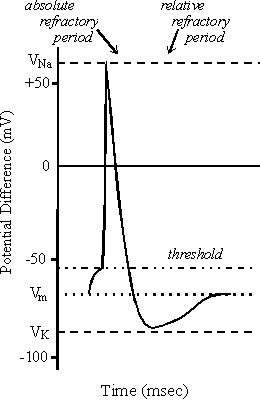 absolute
refractory
period
relative
refractory
period
VNa
+50
0
-50
threshold
Vm
VK
-100
Potential Difference (mV)
Time (msec)